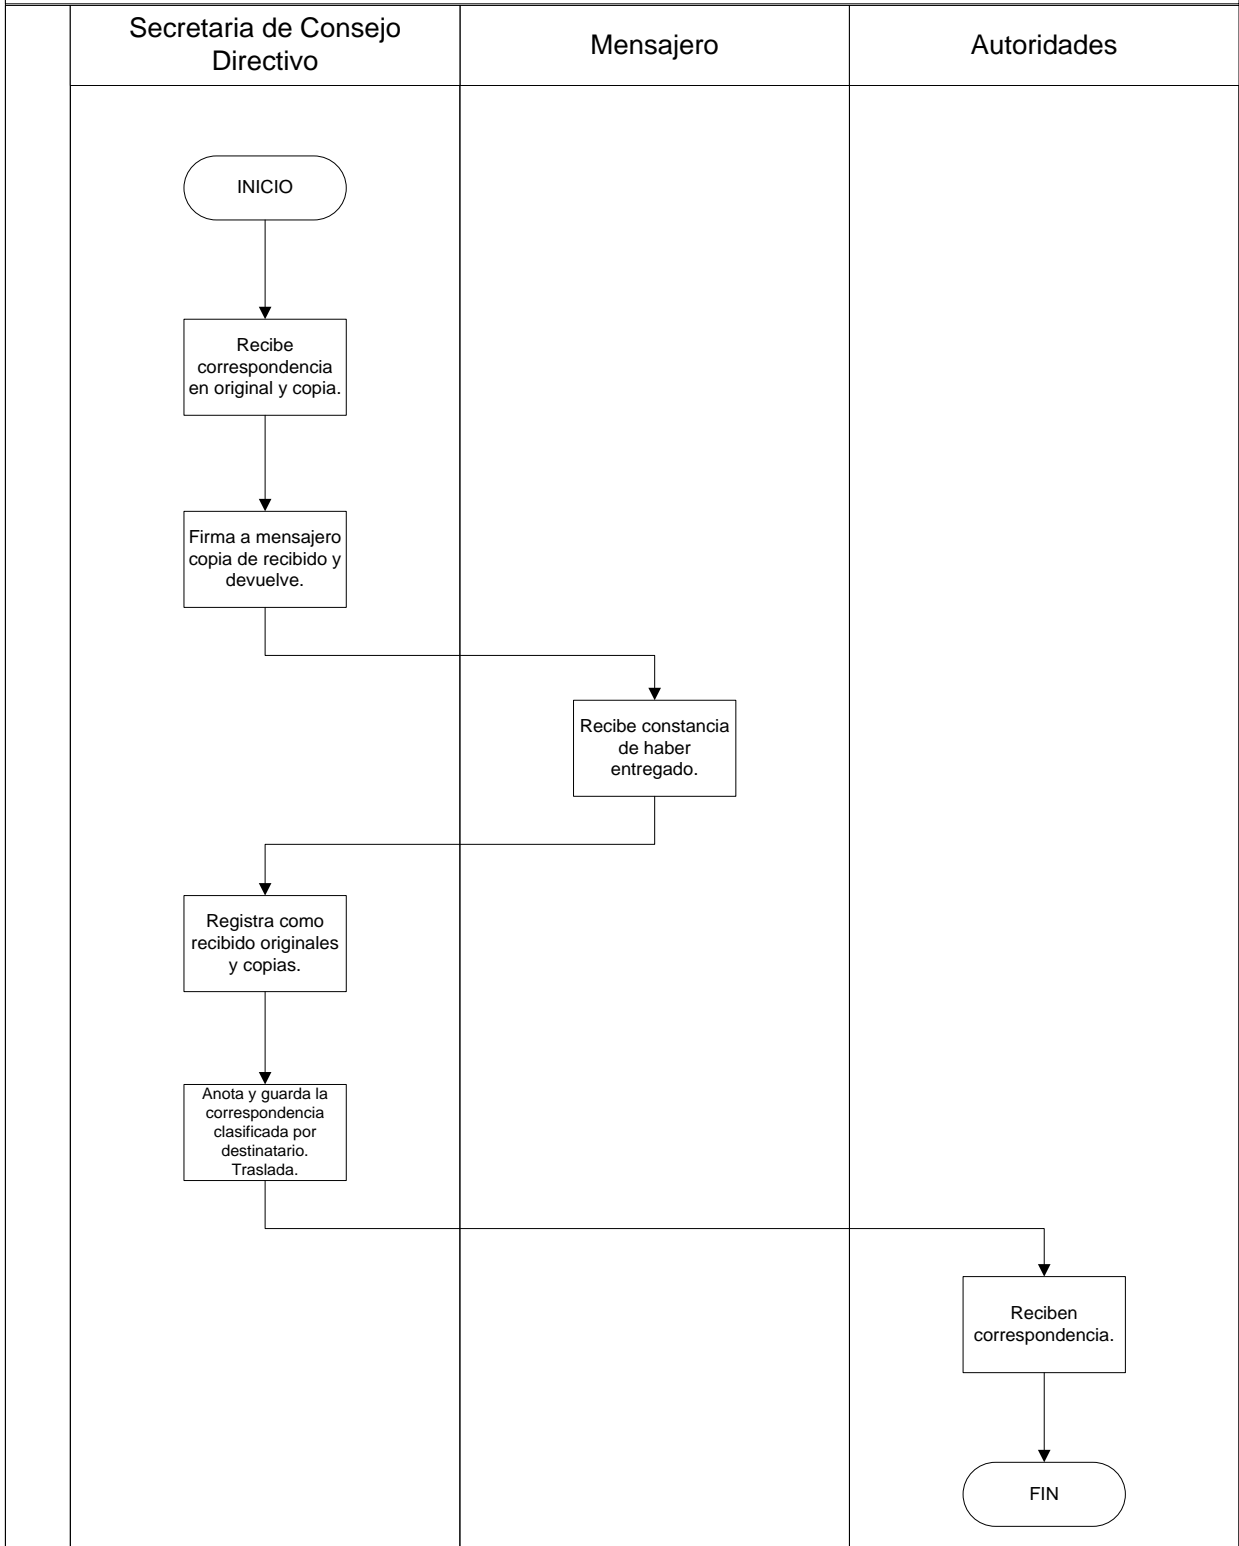 Secretaria de Consejo
Directivo
Mensajero
Autoridades
INICIO
Recibe
correspondencia
en original y copia.
Firma a mensajero
copia de recibido y
devuelve.
Recibe constancia
de haber
entregado.
Registra como
recibido originales
y copias.
Anota y guarda la
correspondencia
clasificada por
destinatario.
Traslada.
Reciben
correspondencia.
FIN